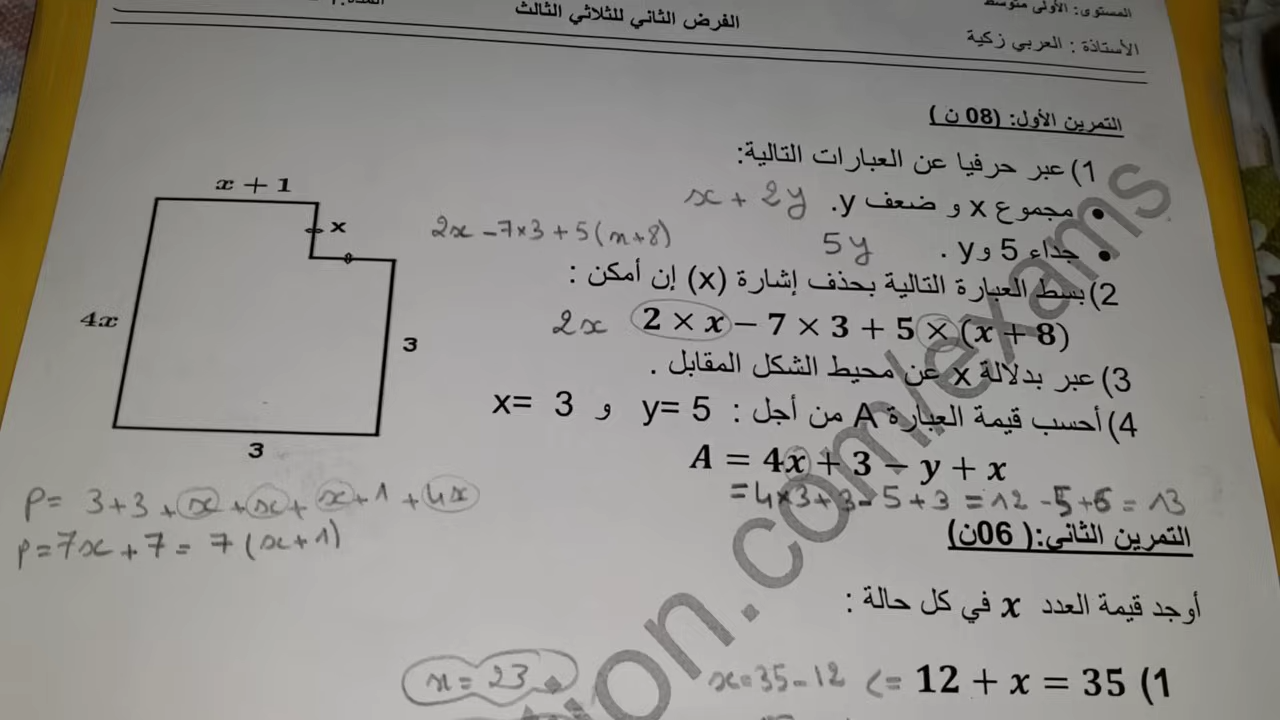 المستوى: الأولى متوسط
الفرض الثاني للثلاثي الثالث
الأستاذة : العربي زكية
التمرين الأول: (08 ن )
1) عبر حرفيا عن العبارات التالية:
• مجموع x و ضعف y. x + 2y
• جداء 5 و y . 5y
2x - 7×3 + 5(x+8)
2) بسط العبارة التالية بحذف إشارة (x) إن أمكن :
2 × x − 7 × 3 + 5 × (x + 8)
2x
3) عبر بدلالة x عن محيط الشكل المقابل .
4) أحسب قيمة العبارة A من أجل : y= 5 و x= 3
A = 4x + 3 − y + x
= 4×3+3-5+3 = 12 -5+6 = 13
x + 1
x
4x
3
3
P= 3+3+x+x+x+1+4x
P=7x+7= 7(x+1)
التمرين الثاني: ( 06ن)
أوجد قيمة العدد x في كل حالة :
1) 12 + x = 35 <= x=35-12
x= 23
tion.com/exams